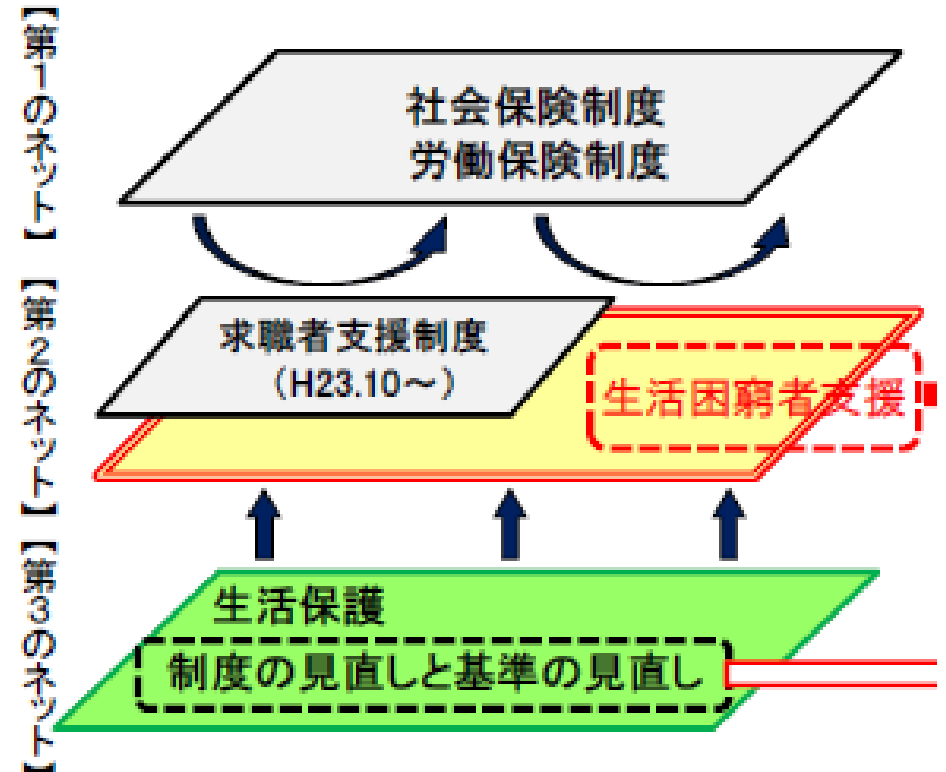 【第1のネット】
社会保険制度
労働保険制度
【第2のネット】
求職者支援制度
（H23.10～）
生活困窮者支援
【第3のネット】
生活保護
制度の見直しと基準の見直し